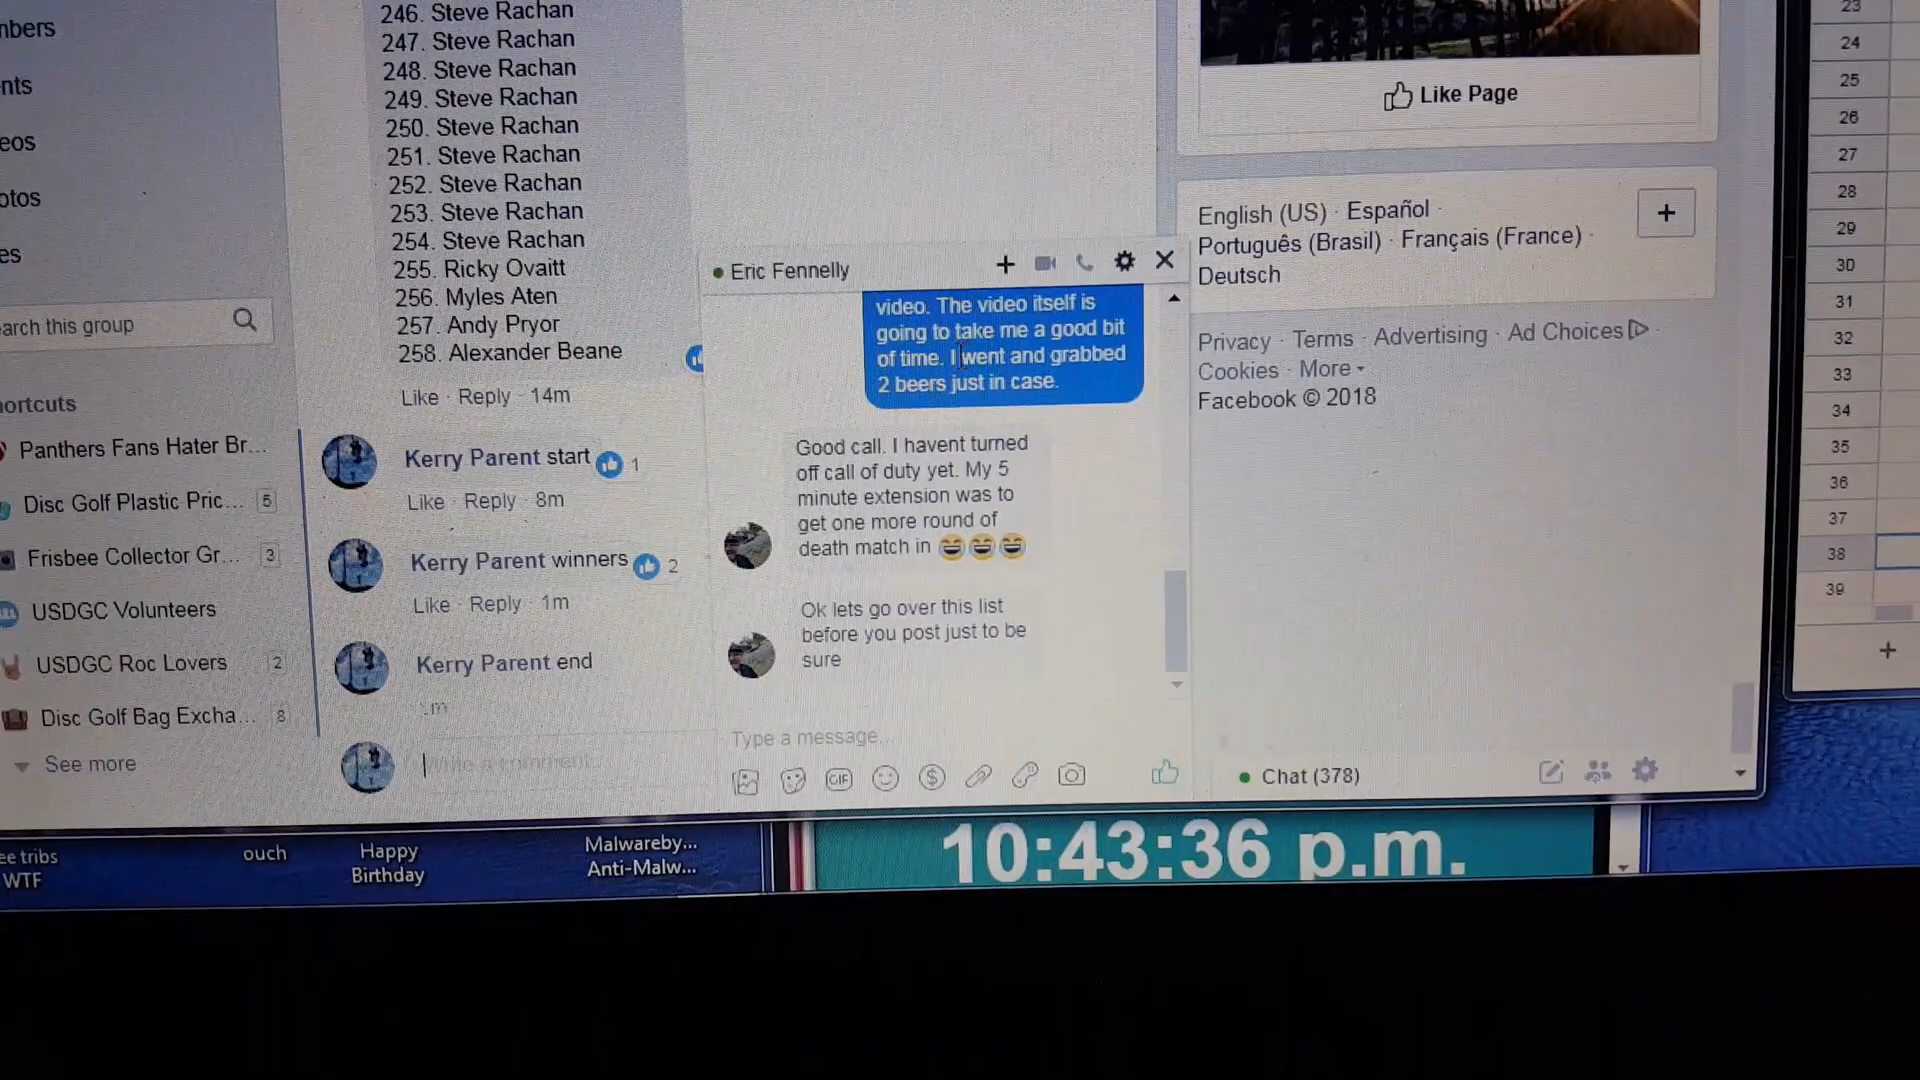 mbers
nts
eos
otos
es
arch this group
ortcuts
Panthers Fans Hater Br...
Disc Golf Plastic Pric... 5
Frisbee Collector Gr... 3
USDGC Volunteers
USDGC Roc Lovers 2
Disc Golf Bag Excha... 8
See more
246. Steve Rachan
247. Steve Rachan
248. Steve Rachan
249. Steve Rachan
250. Steve Rachan
251. Steve Rachan
252. Steve Rachan
253. Steve Rachan
254. Steve Rachan
255. Ricky Ovaitt
256. Myles Aten
257. Andy Pryor
258. Alexander Beane
Like · Reply · 14m
Kerry Parent start 1
Like · Reply · 8m
Kerry Parent winners 2
Like · Reply · 1m
Kerry Parent end
Write a comment...
Eric Fennelly
video. The video itself is
going to take me a good bit
of time. I went and grabbed
2 beers just in case.
Good call. I havent turned
off call of duty yet. My 5
minute extension was to
get one more round of
death match in
Ok lets go over this list
before you post just to be
sure
Type a message...
GIF
Like Page
English (US) · Español ·
Português (Brasil) · Français (France) ·
Deutsch
Privacy · Terms · Advertising · Ad Choices ·
Cookies · More
Facebook © 2018
Chat (378)
23
24
25
26
27
28
29
30
31
32
33
34
35
36
37
38
39
ee tribs
WTF
ouch
Happy
Birthday
Malwareby...
Anti-Malw...
10:43:36 p.m.